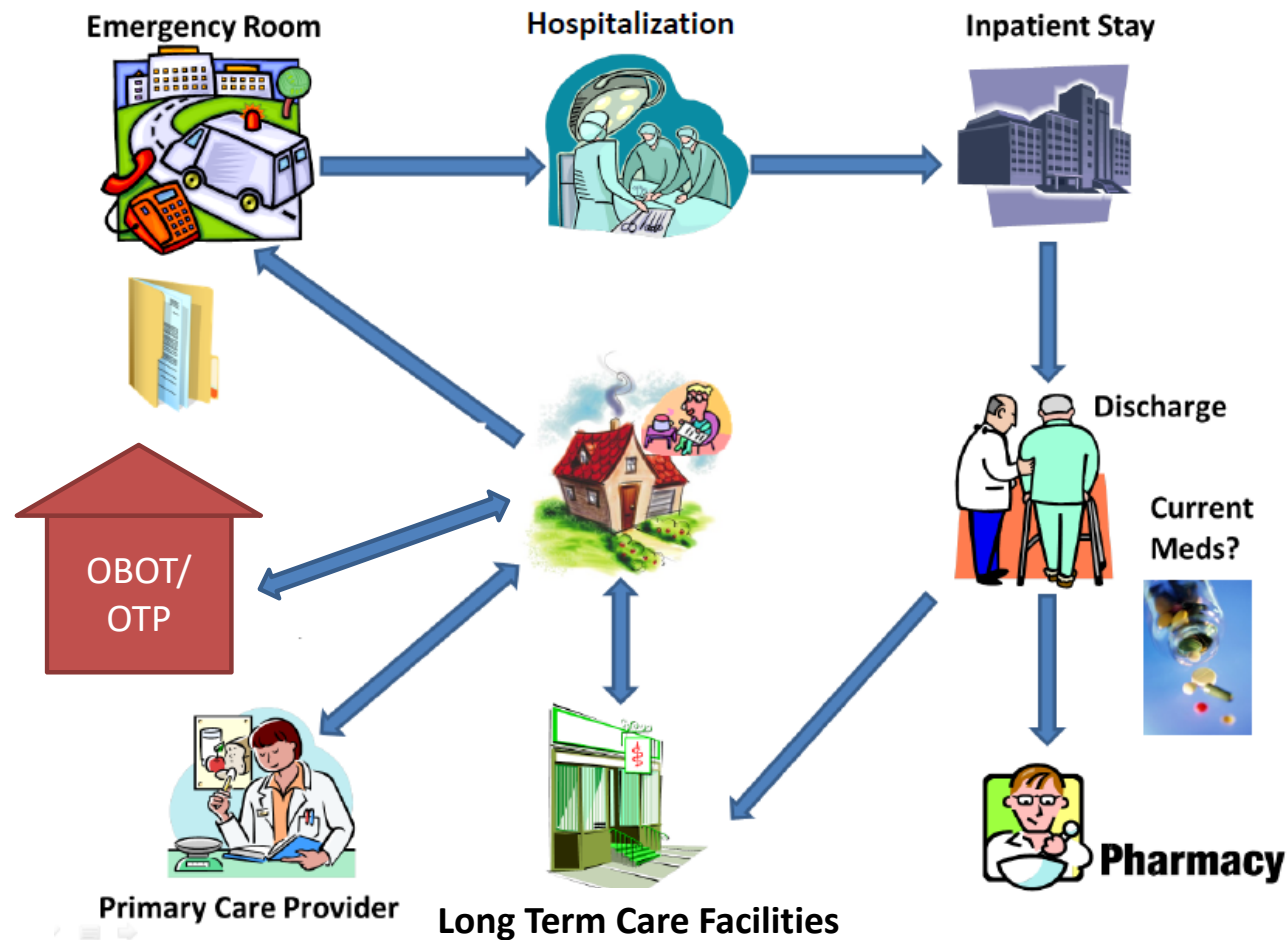 Emergency Room
Hospitalization
Inpatient Stay
Discharge
Current
Meds?
OBOT/
OTP
Pharmacy
Primary Care Provider
Long Term Care Facilities